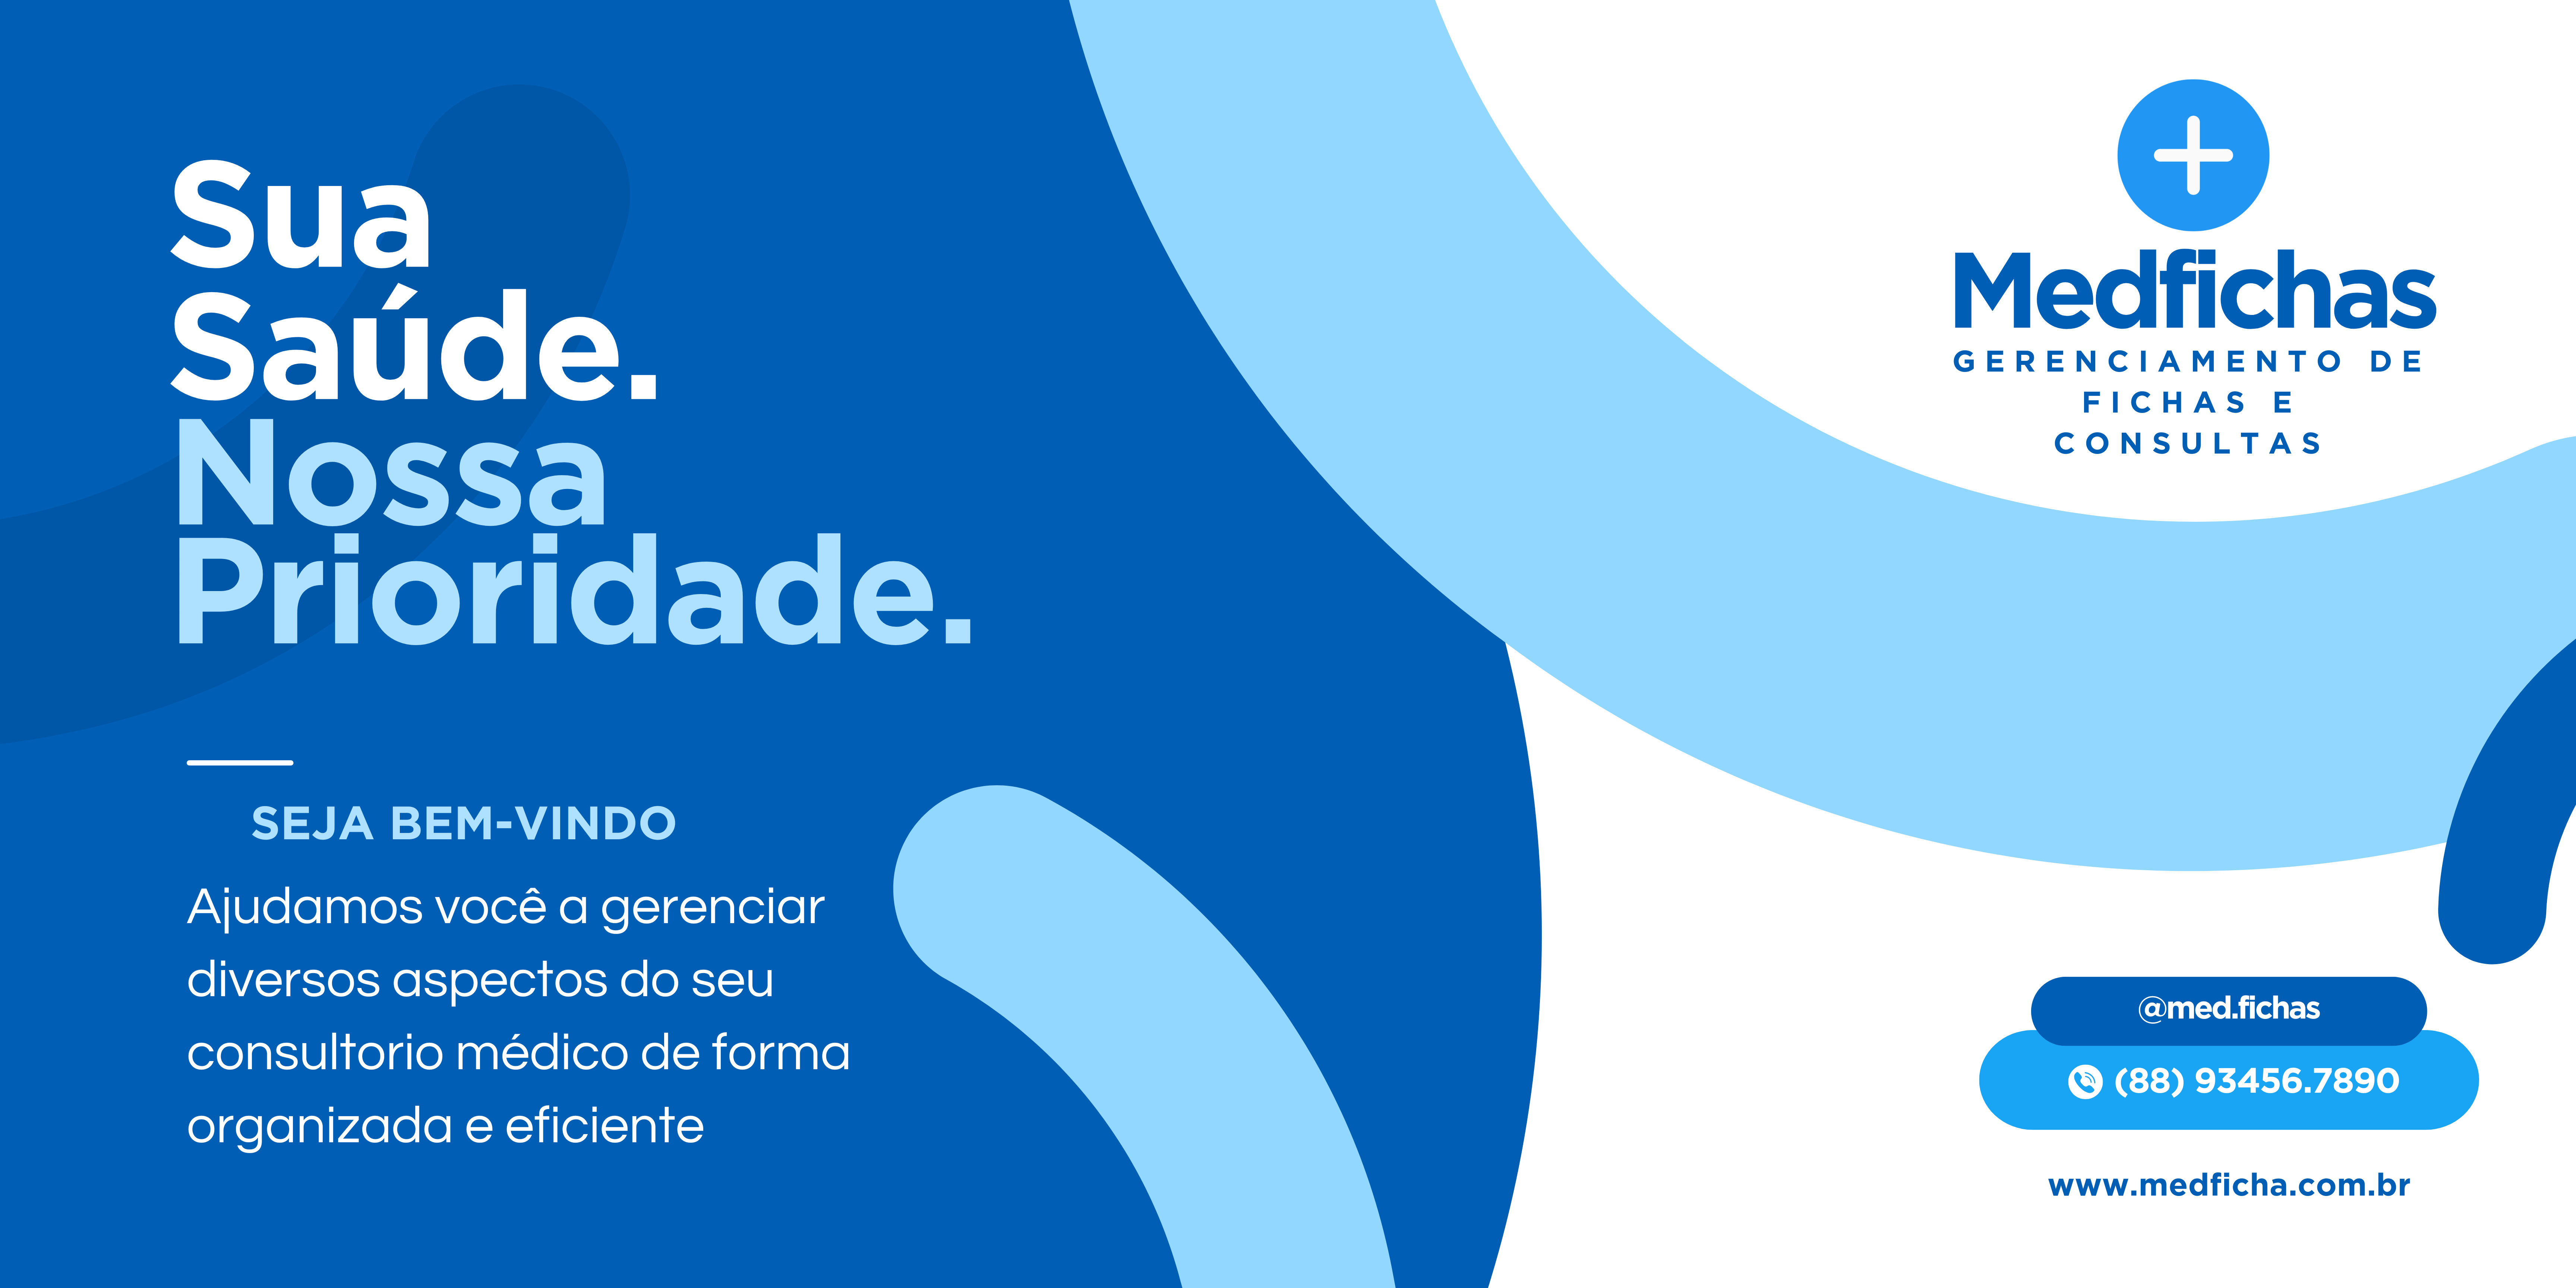 Sua
Saúde.
Nossa
Prioridade.
SEJA BEM-VINDO
Ajudamos você a gerenciar
diversos aspectos do seu
consultorio médico de forma
organizada e eficiente
Medfichas
GERENCIAMENTO DE
FICHAS E
CONSULTAS
@med.fichas
(88) 93456.7890
www.medficha.com.br